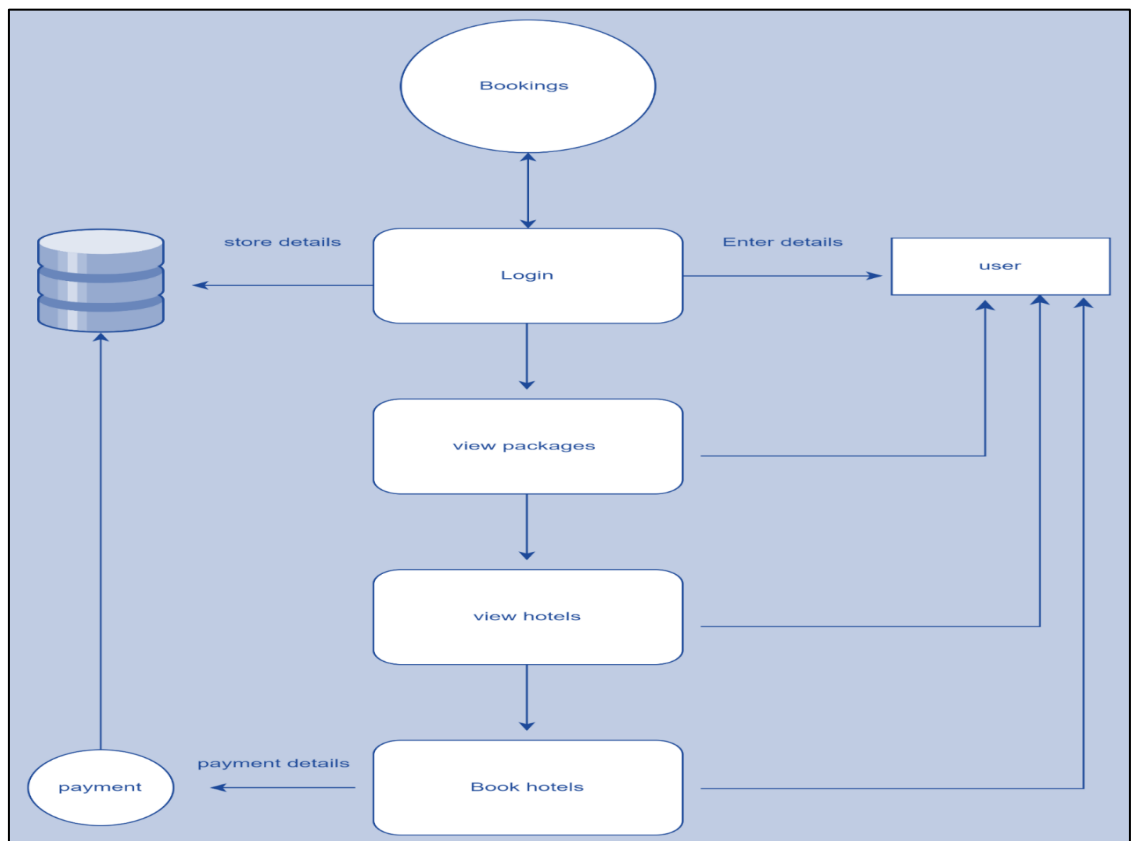 Bookings
store details
Enter details
Login
user
view packages
view hotels
payment details
payment
Book hotels